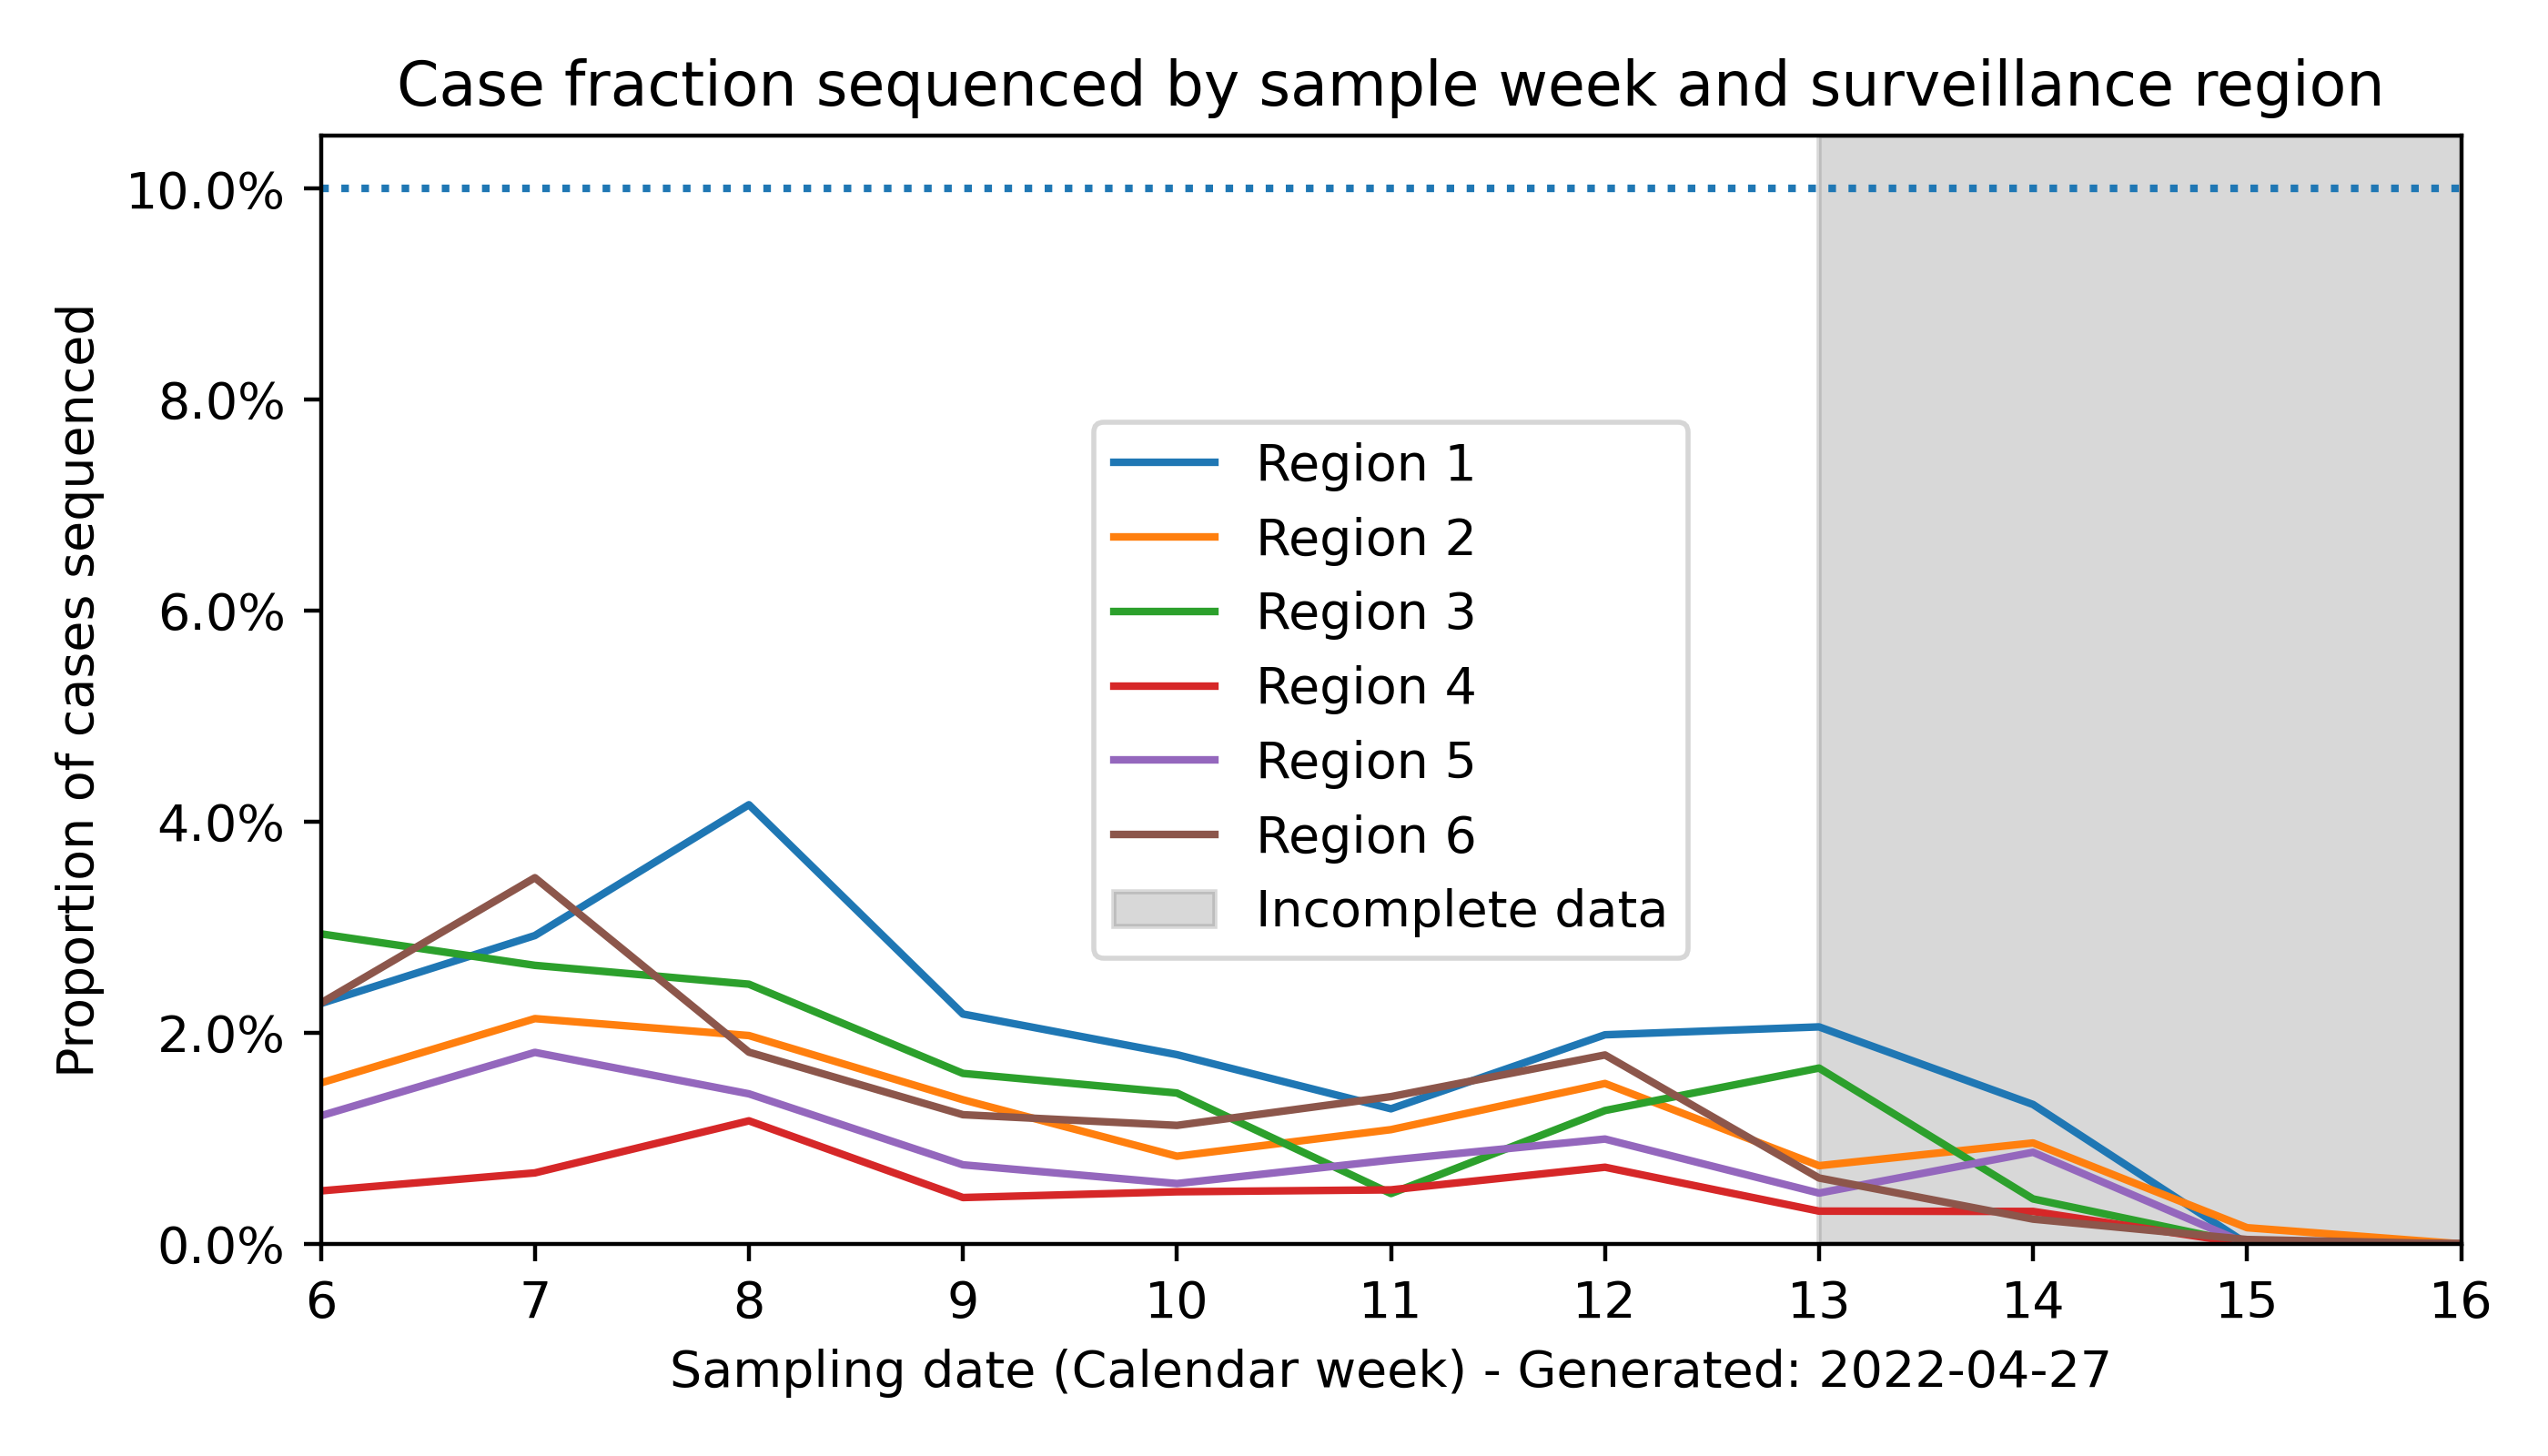 Case fraction sequenced by sample week and surveillance region
Proportion of cases sequenced
10.0%
8.0%
6.0%
4.0%
2.0%
0.0%
Region 1
Region 2
Region 3
Region 4
Region 5
Region 6
Incomplete data
6 7 8 9 10 11 12 13 14 15 16
Sampling date (Calendar week) - Generated: 2022-04-27